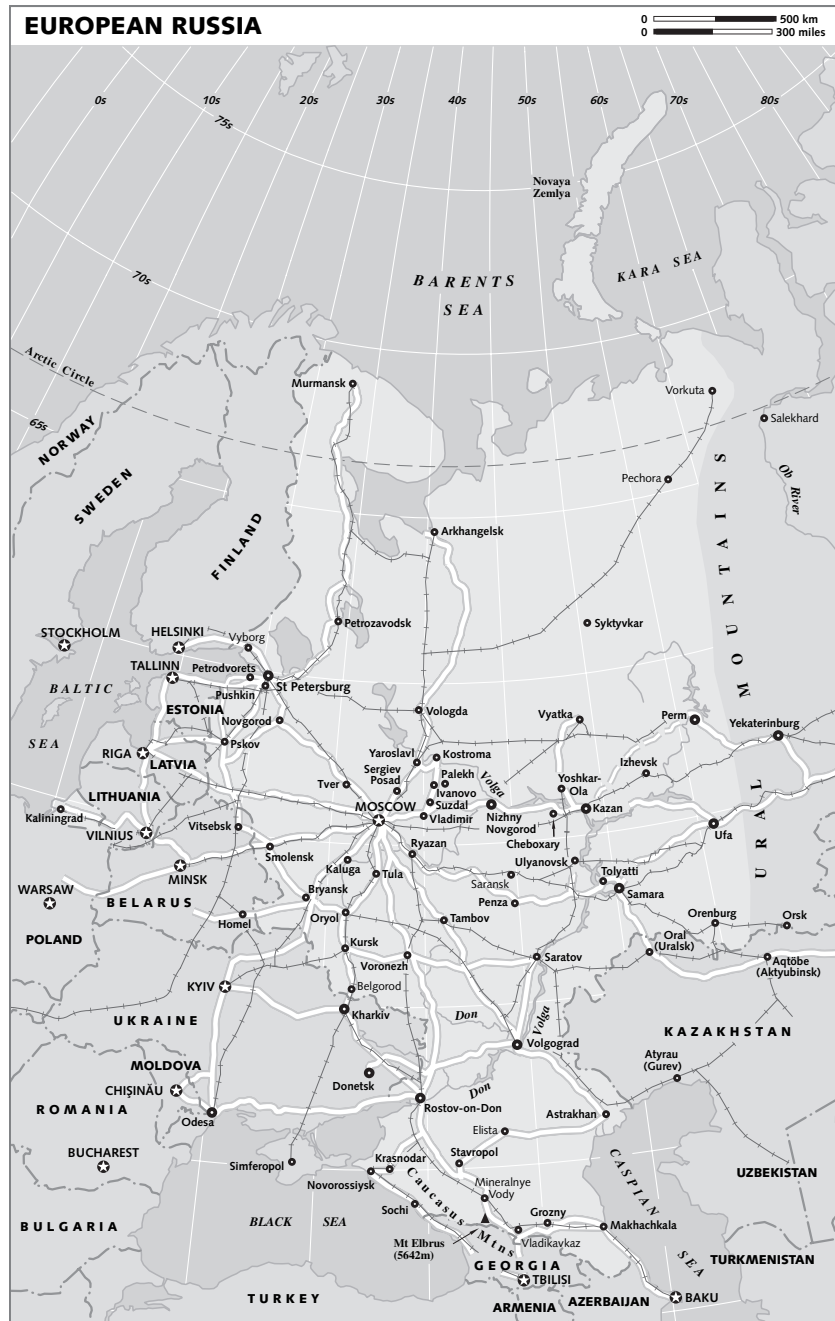 EUROPEAN RUSSIA
0 500 km
0 300 miles
0s 10s 20s 30s 40s 50s 60s 70s 80s
75s
70s
65s
Novaya
Zemlya
KARA SEA
BARENTS
SEA
Arctic Circle
Murmansk
Vorkuta
Salekhard
NORWAY
SWEDEN
FINLAND
Pechora
Ob
River
Arkhangelsk
URAL MOUNTAINS
STOCKHOLM
HELSINKI
Vyborg
Petrozavodsk
Syktyvkar
TALLINN
Petrodvorets
BALTIC
SEA
Pushkin
St Petersburg
ESTONIA
Novgorod
Vologda
Vyatka
Perm
Yekaterinburg
RIGA
Pskov
LATVIA
Yaroslavl
Kostroma
Sergiev
Posad
Palekh
Volga
Izhevsk
Yoshkar-
Ola
LITHUANIA
Tver
Ivanovo
Suzdal
MOSCOW
Vladimir
Nizhny
Novgorod
Kazan
Cheboxary
Kaliningrad
VILNIUS
Vitsebsk
Ufa
Ryazan
Smolensk
Ulyanovsk
Kaluga
Tula
MINSK
Saransk
Tolyatti
WARSAW
BELARUS
Bryansk
Penza
Samara
Homel
Oryol
Tambov
Orenburg
Orsk
POLAND
Oral
(Uralsk)
Kursk
Voronezh
Saratov
Aqtöbe
(Aktyubinsk)
KYIV
Belgorod
UKRAINE
Kharkiv
Don
Volga
KAZAKHSTAN
Volgograd
Atyrau
(Gurev)
MOLDOVA
CHIŞINĂU
Donetsk
Don
ROMANIA
Odesa
Rostov-on-Don
Astrakhan
Elista
BUCHAREST
Simferopol
Krasnodar
Stavropol
CASPIAN
SEA
UZBEKISTAN
Novorossiysk
Caucasus Mtns
Mineralnye
Vody
BULGARIA
BLACK SEA
Sochi
Grozny
Makhachkala
Mt Elbrus
(5642m)
Vladikavkaz
GEORGIA
TBILISI
TURKMENISTAN
TURKEY
ARMENIA
AZERBAIJAN
BAKU